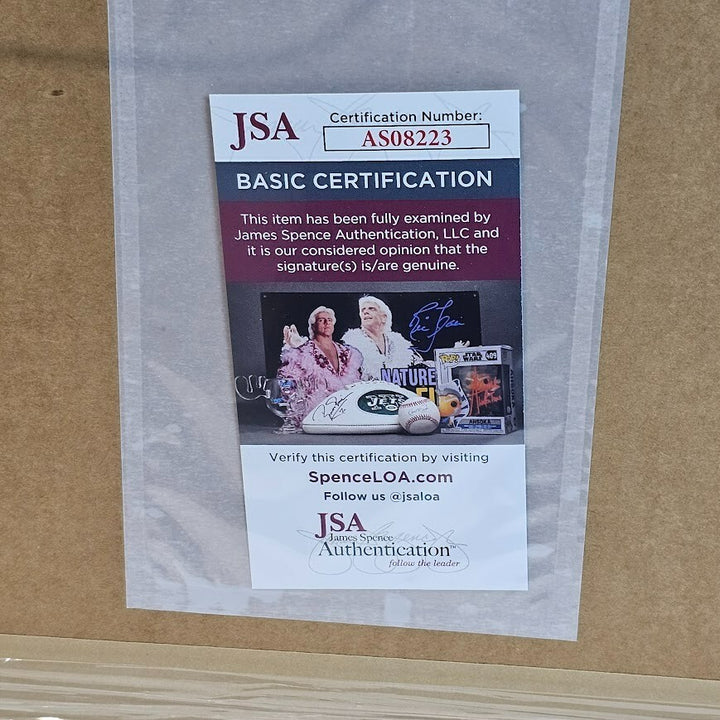 JSA
Certification Number:
AS08223
BASIC CERTIFICATION
This item has been fully examined by
James Spence Authentication, LLC and
it is our considered opinion that the
signature(s) is/are genuine.
NATURE
JETS
STAR
WARS
409
AHSOKA
Verify this certification by visiting
SpenceLOA.com
Follow us @jsaloa
JSA
James Spence
Authentication™
follow the leader